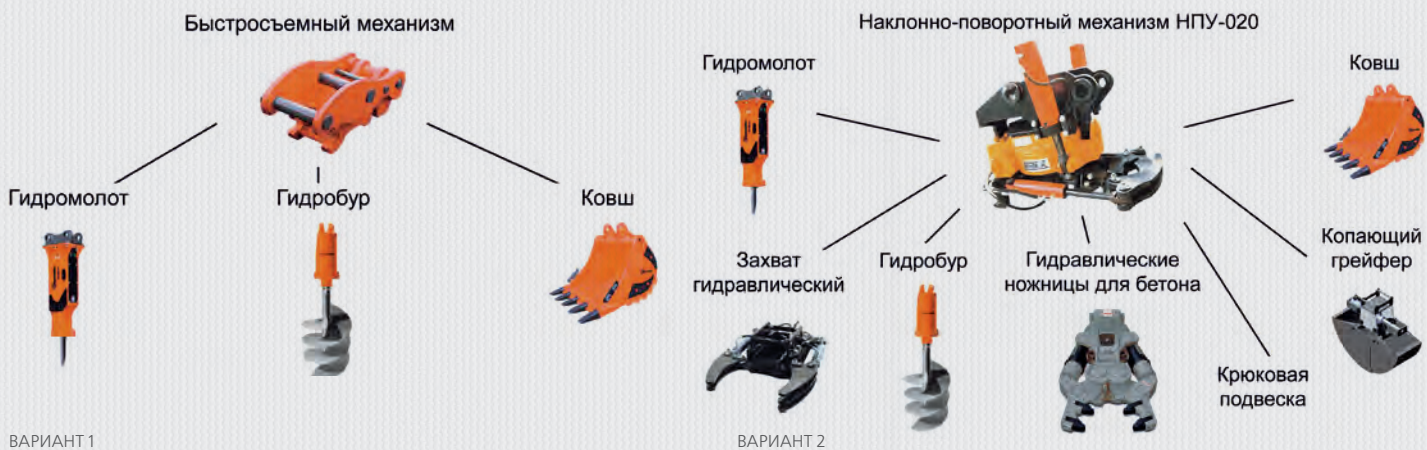 Быстросъемный механизм
Гидромолот
Гидробур
Ковш
ВАРИАНТ 1
Наклонно-поворотный механизм НПУ-020
Гидромолот
Ковш
Захват
гидравлический
Гидробур
Гидравлические
ножницы для бетона
Копающий
грейфер
Крюковая
подвеска
ВАРИАНТ 2